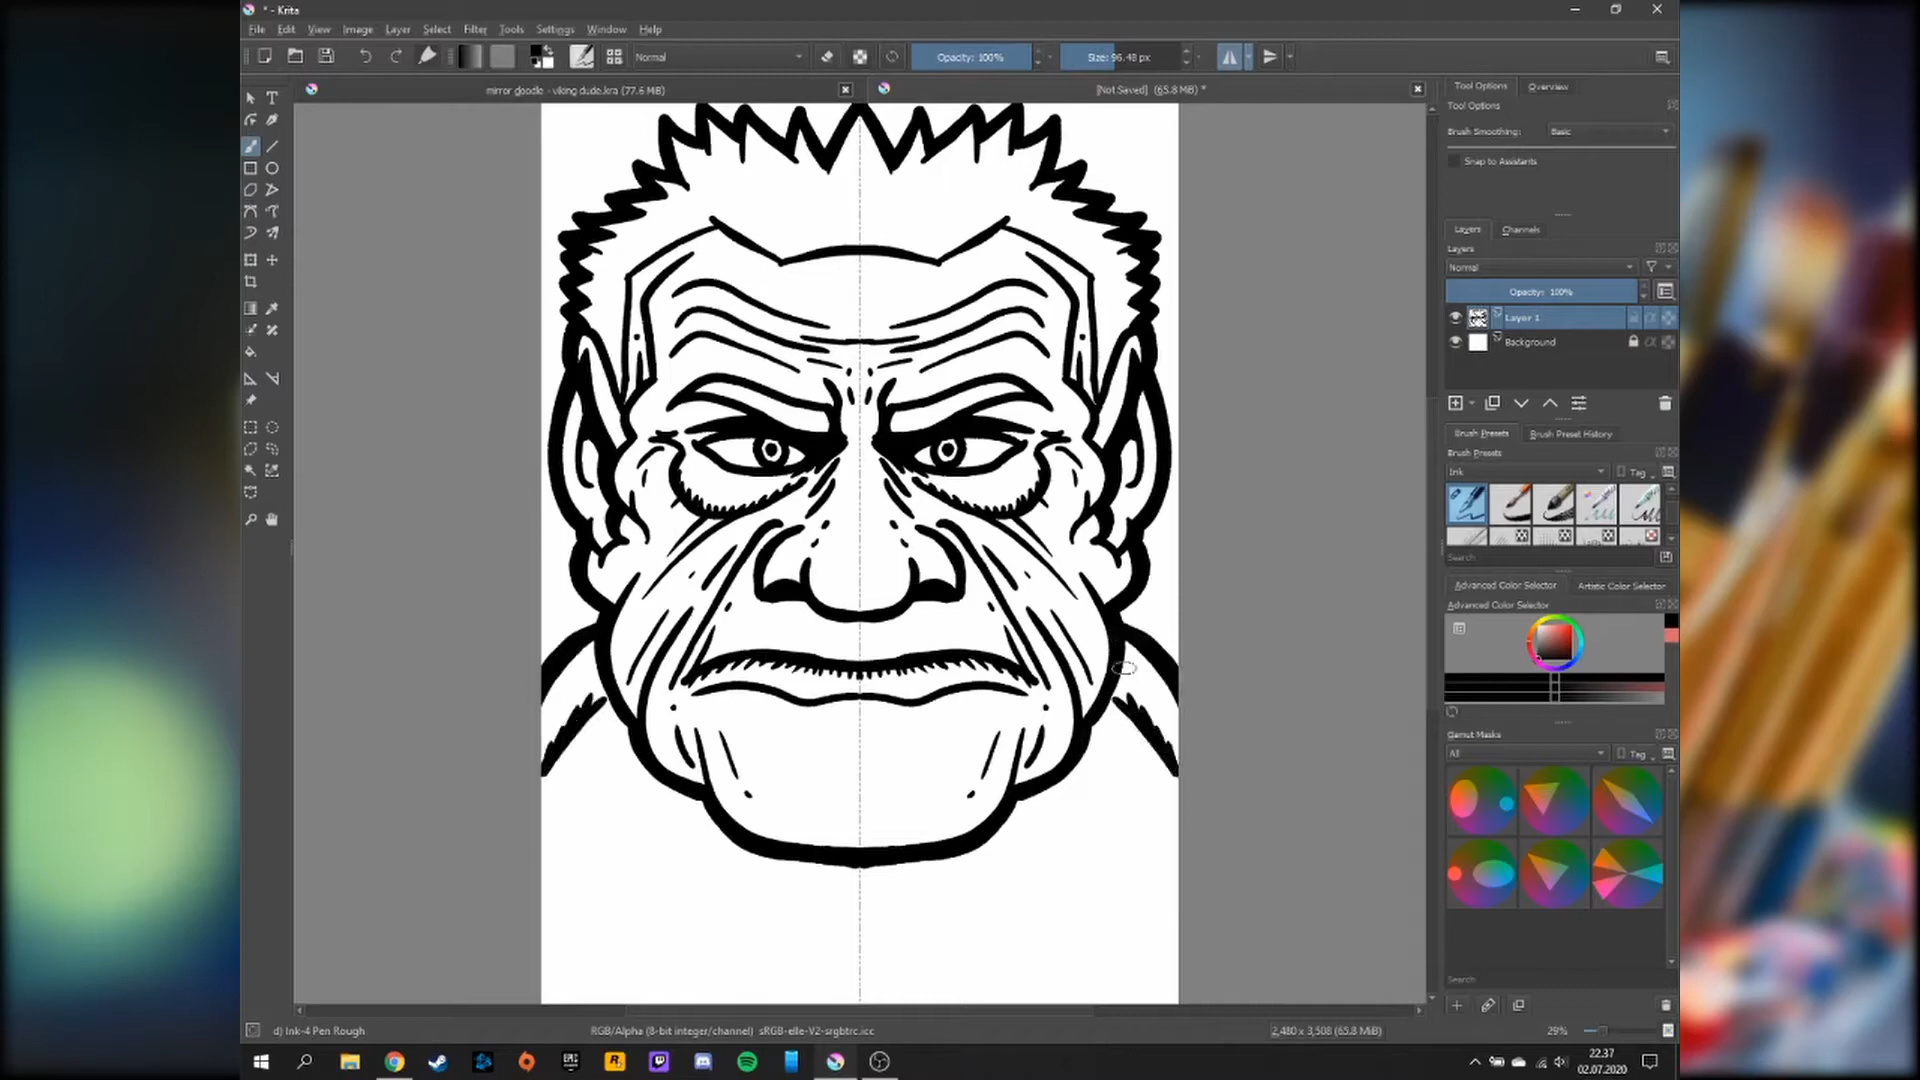 * - Krita
File Edit View Image Layer Select Filter Tools Settings Window Help
Normal Opacity: 100% Size: 96.48 px
mirror doodle - viking dude.kra (77.6 MiB) [Not Saved] (65.8 MiB) *
Tool Options Overview
Tool Options
Brush Smoothing: Basic
Snap to Assistants
Layers Channels
Layers
Normal
Opacity: 100%
Layer 1
Background
Brush Presets Brush Preset History
Brush Presets
Ink Tag
Search
Advanced Color Selector Artistic Color Selector
Advanced Color Selector
Gamut Masks
All Tag
Search
d) Ink-4 Pen Rough RGB/Alpha (8-bit integer/channel) sRGB-elle-V2-srgbtrc.icc 2,480 x 3,508 (65.8 MiB) 29%
EPIC
22.37
02.07.2020